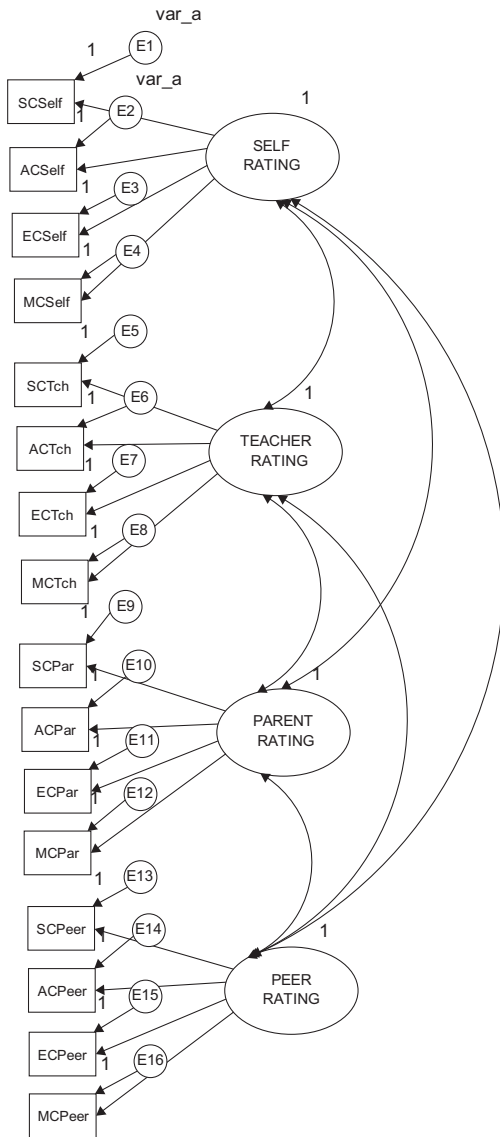 var_a
1
E1
var_a
SCSelf
1
E2
1
SELF
RATING
ACSelf
1
E3
ECSelf
1
E4
MCSelf
1
E5
SCTch
1
E6
1
TEACHER
RATING
ACTch
1
E7
ECTch
1
E8
MCTch
1
E9
SCPar
1
E10
1
PARENT
RATING
ACPar
1
E11
ECPar
1
E12
MCPar
1
E13
SCPeer
1
E14
1
PEER
RATING
ACPeer
1
E15
ECPeer
1
E16
MCPeer